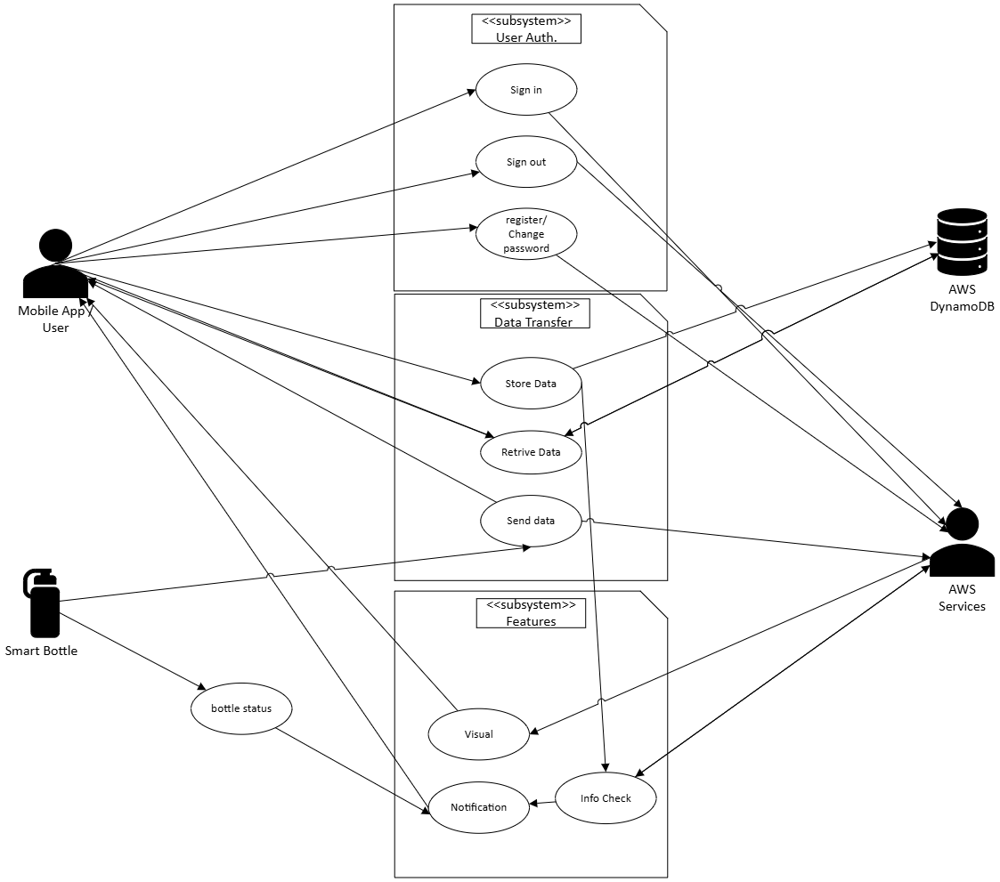 <<subsystem>>
User Auth.
Sign in
Sign out
register/
Change
password
Mobile App /
User
AWS
DynamoDB
<<subsystem>>
Data Transfer
Store Data
Retrive Data
Send data
AWS
Services
Smart Bottle
<<subsystem>>
Features
bottle status
Visual
Info Check
Notification